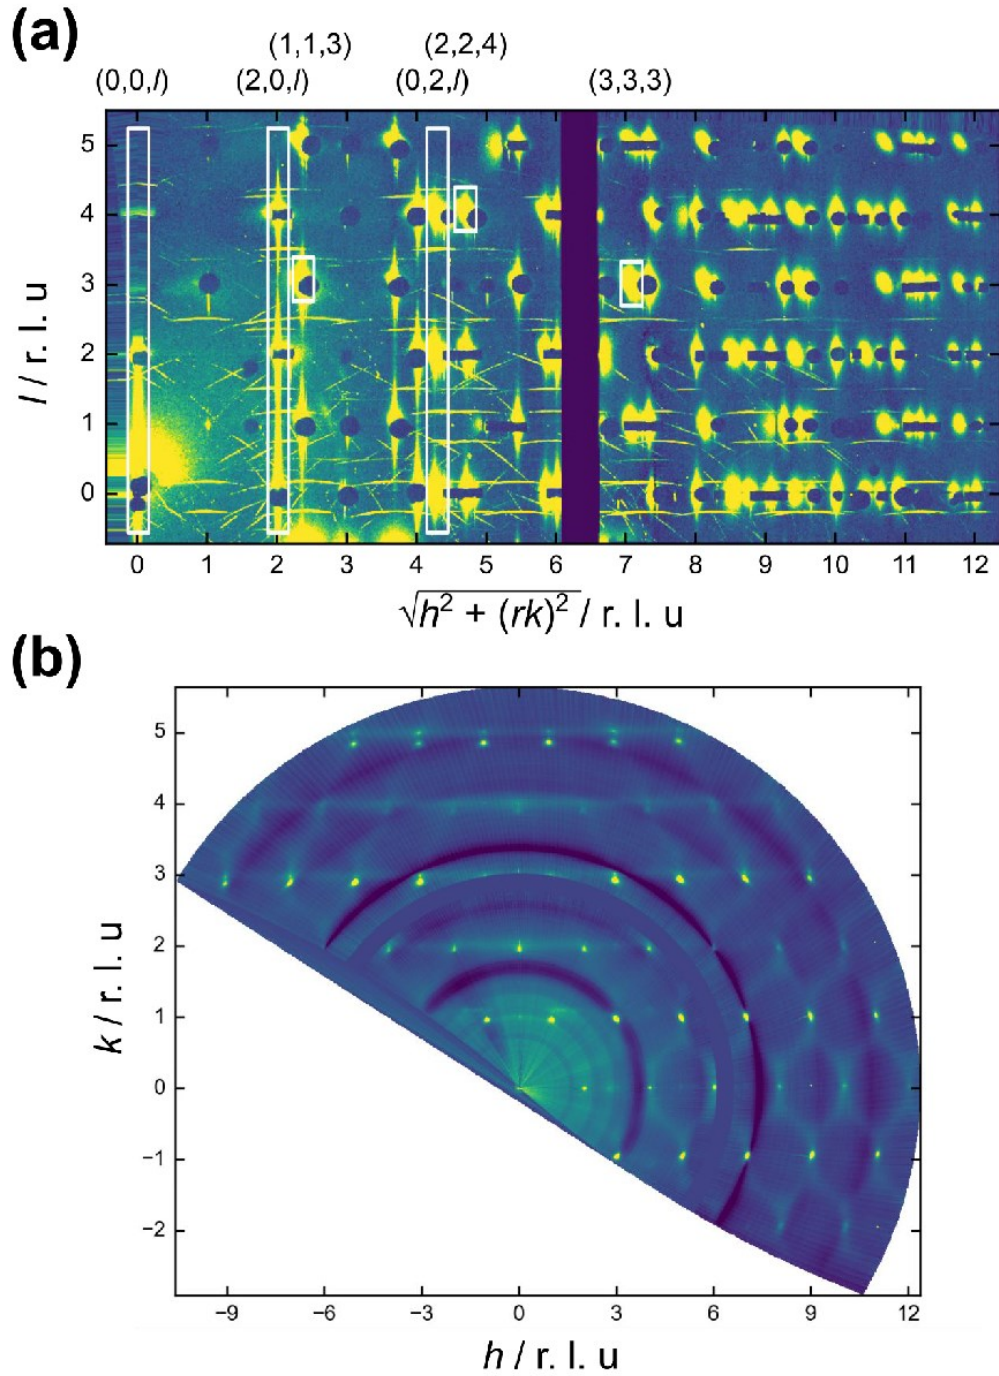 (a)
(1,1,3) (2,2,4)
(0,0,l) (2,0,l) (0,2,l) (3,3,3)
5
4
3
2
1
0
l / r. l. u
0 1 2 3 4 5 6 7 8 9 10 11 12
√h² + (rk)² / r. l. u
(b)
5
4
3
2
1
0
−1
−2
k / r. l. u
−9 −6 −3 0 3 6 9 12
h / r. l. u